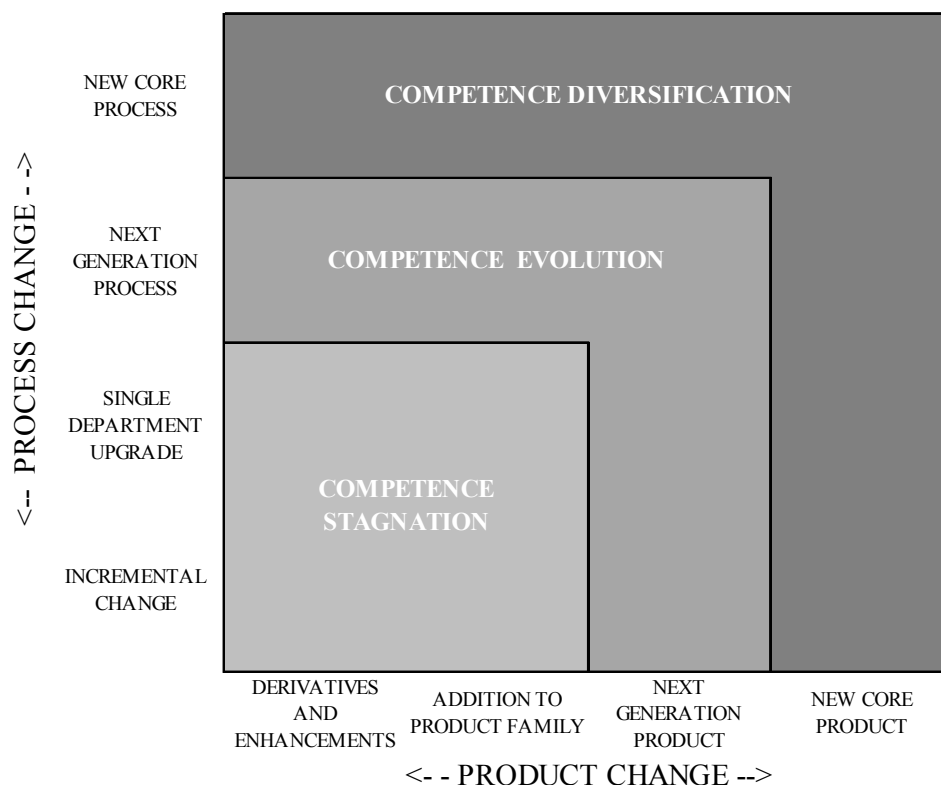 NEW CORE
PROCESS
COMPETENCE DIVERSIFICATION
<-- PROCESS CHANGE - -->
NEXT
GENERATION
PROCESS
COMPETENCE EVOLUTION
SINGLE
DEPARTMENT
UPGRADE
COMPETENCE
STAGNATION
INCREMENTAL
CHANGE
DERIVATIVES
AND
ENHANCEMENTS
ADDITION TO
PRODUCT FAMILY
NEXT
GENERATION
PRODUCT
NEW CORE
PRODUCT
<- - PRODUCT CHANGE -->